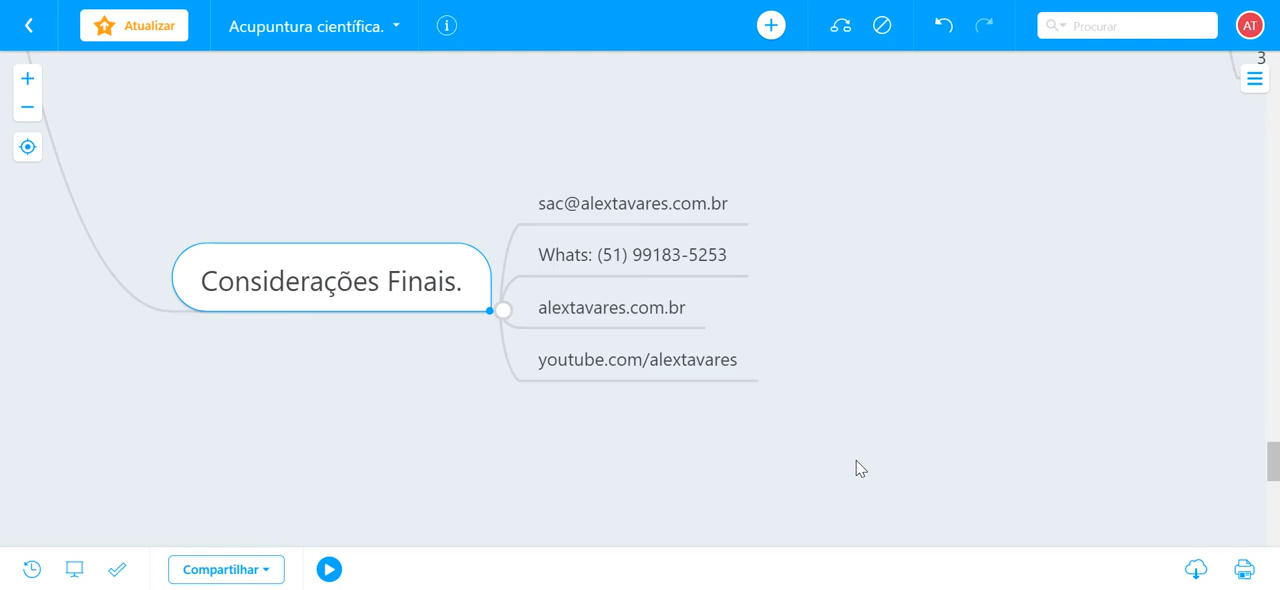 Atualizar
Acupuntura científica.
Procurar
AT
3
sac@alextavares.com.br
Whats: (51) 99183-5253
Considerações Finais.
alextavares.com.br
youtube.com/alextavares
Compartilhar